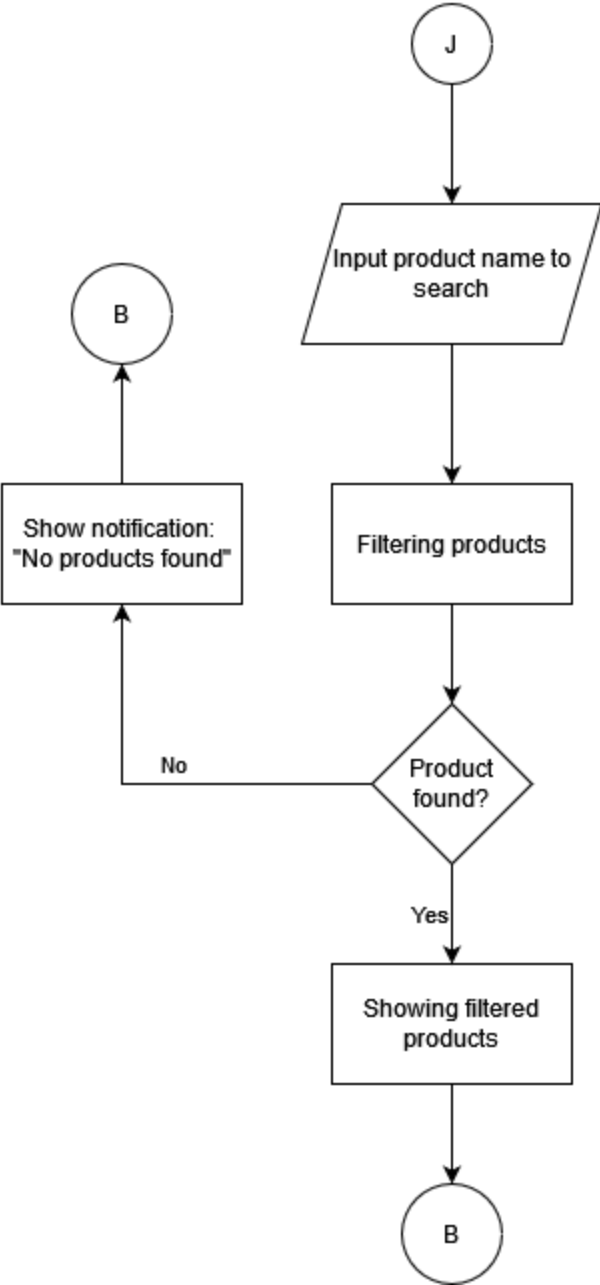 J
Input product name to
search
B
Show notification:
"No products found"
Filtering products
No
Product
found?
Yes
Showing filtered
products
B